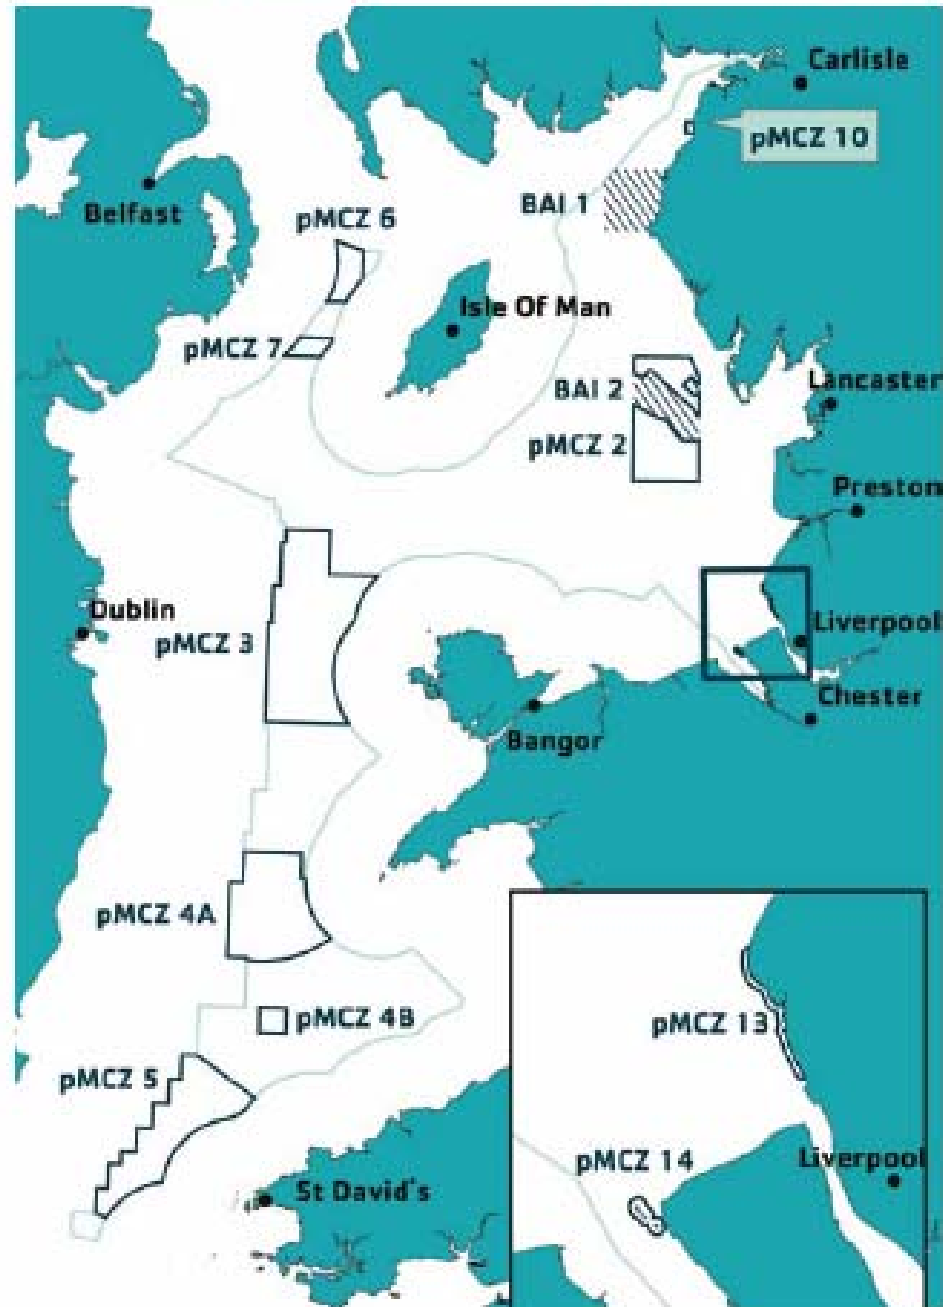 Carlisle
pMCZ 10
Belfast
BAI 1
pMCZ 6
Isle Of Man
pMCZ 7
BAI 2
Lancaster
pMCZ 2
Preston
Dublin
pMCZ 3
Liverpool
Chester
Bangor
pMCZ 4A
pMCZ 4B
pMCZ 13
pMCZ 5
pMCZ 14
Liverpool
St David's